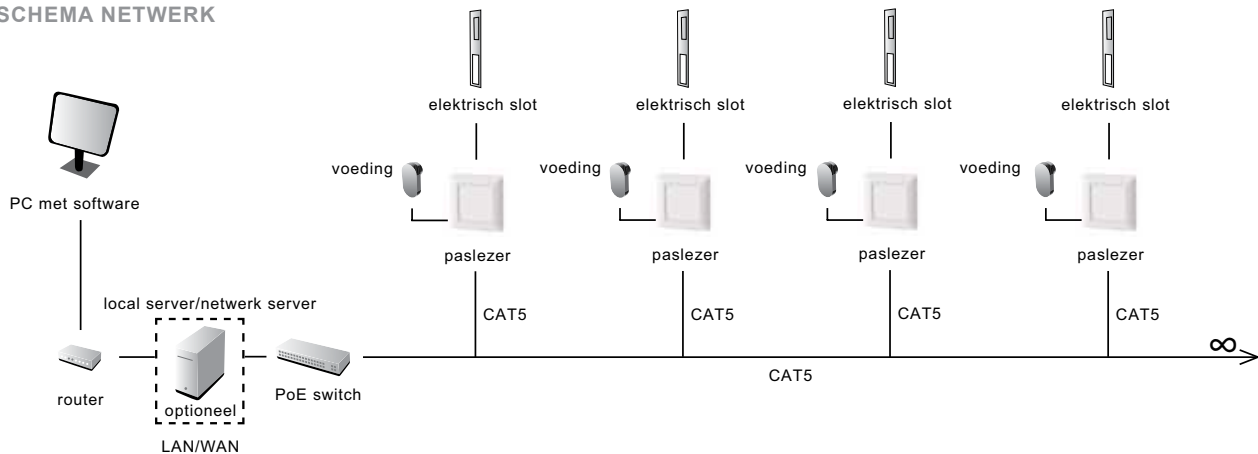 SCHEMA NETWERK
elektrisch slot
elektrisch slot
elektrisch slot
elektrisch slot
voeding
voeding
voeding
voeding
PC met software
paslezer
paslezer
paslezer
paslezer
local server/netwerk server
CAT5
CAT5
CAT5
CAT5
∞
CAT5
router
optioneel
PoE switch
LAN/WAN